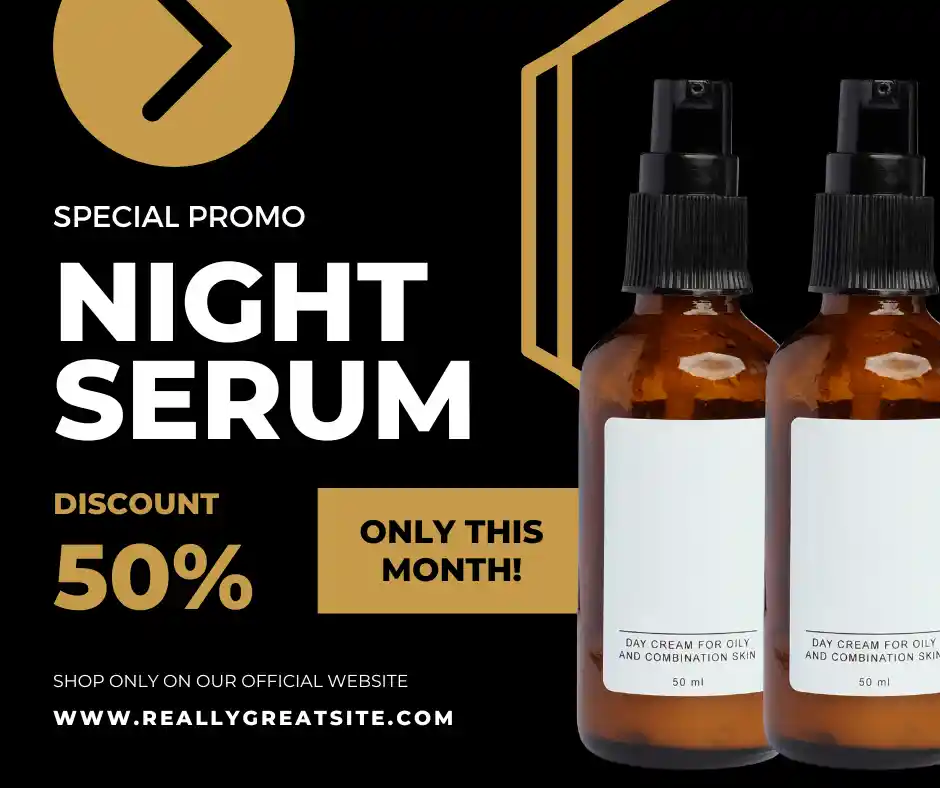 SPECIAL PROMO
NIGHT
SERUM
DISCOUNT
50%
ONLY THIS
MONTH!
SHOP ONLY ON OUR OFFICIAL WEBSITE
WWW.REALLYGREATSITE.COM
DAY CREAM FOR OILY
AND COMBINATION SKIN
50 ml
DAY CREAM FOR OILY
AND COMBINATION SKIN
50 ml